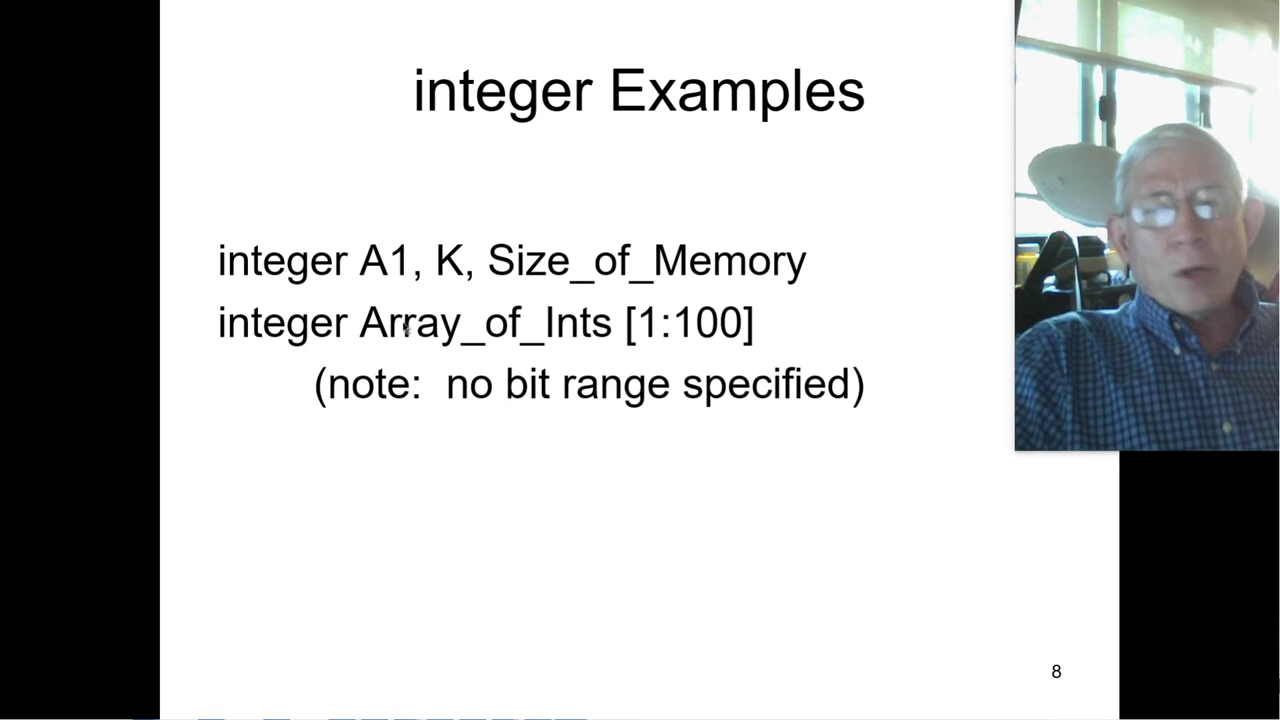 integer Examples
integer A1, K, Size_of_Memory
integer Array_of_Ints [1:100]
(note:  no bit range specified)
8